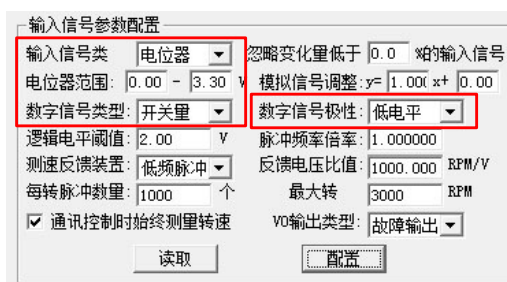 输入信号参数配置
输入信号类 电位器 忽略变化量低于 0.0 %的输入信号
电位器范围: 0.00 - 3.30 V 模拟信号调整: y= 1.00( x+ 0.00
数字信号类型: 开关量 数字信号极性: 低电平
逻辑电平阈值: 2.00 V 脉冲频率倍率: 1.000000
测速反馈装置: 低频脉冲 反馈电压比值: 1000.000 RPM/V
每转脉冲数量: 1000 个 最大转 3000 RPM
通讯控制时始终测量转速 VO输出类型: 故障输出
读取 配置